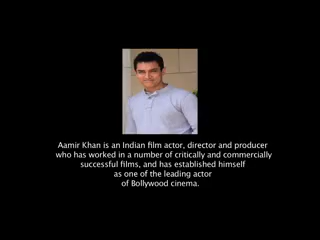 Aamir Khan is an Indian film actor, director and producer
who has worked in a number of critically and commercially
successful films, and has established himself
as one of the leading actor
of Bollywood cinema.